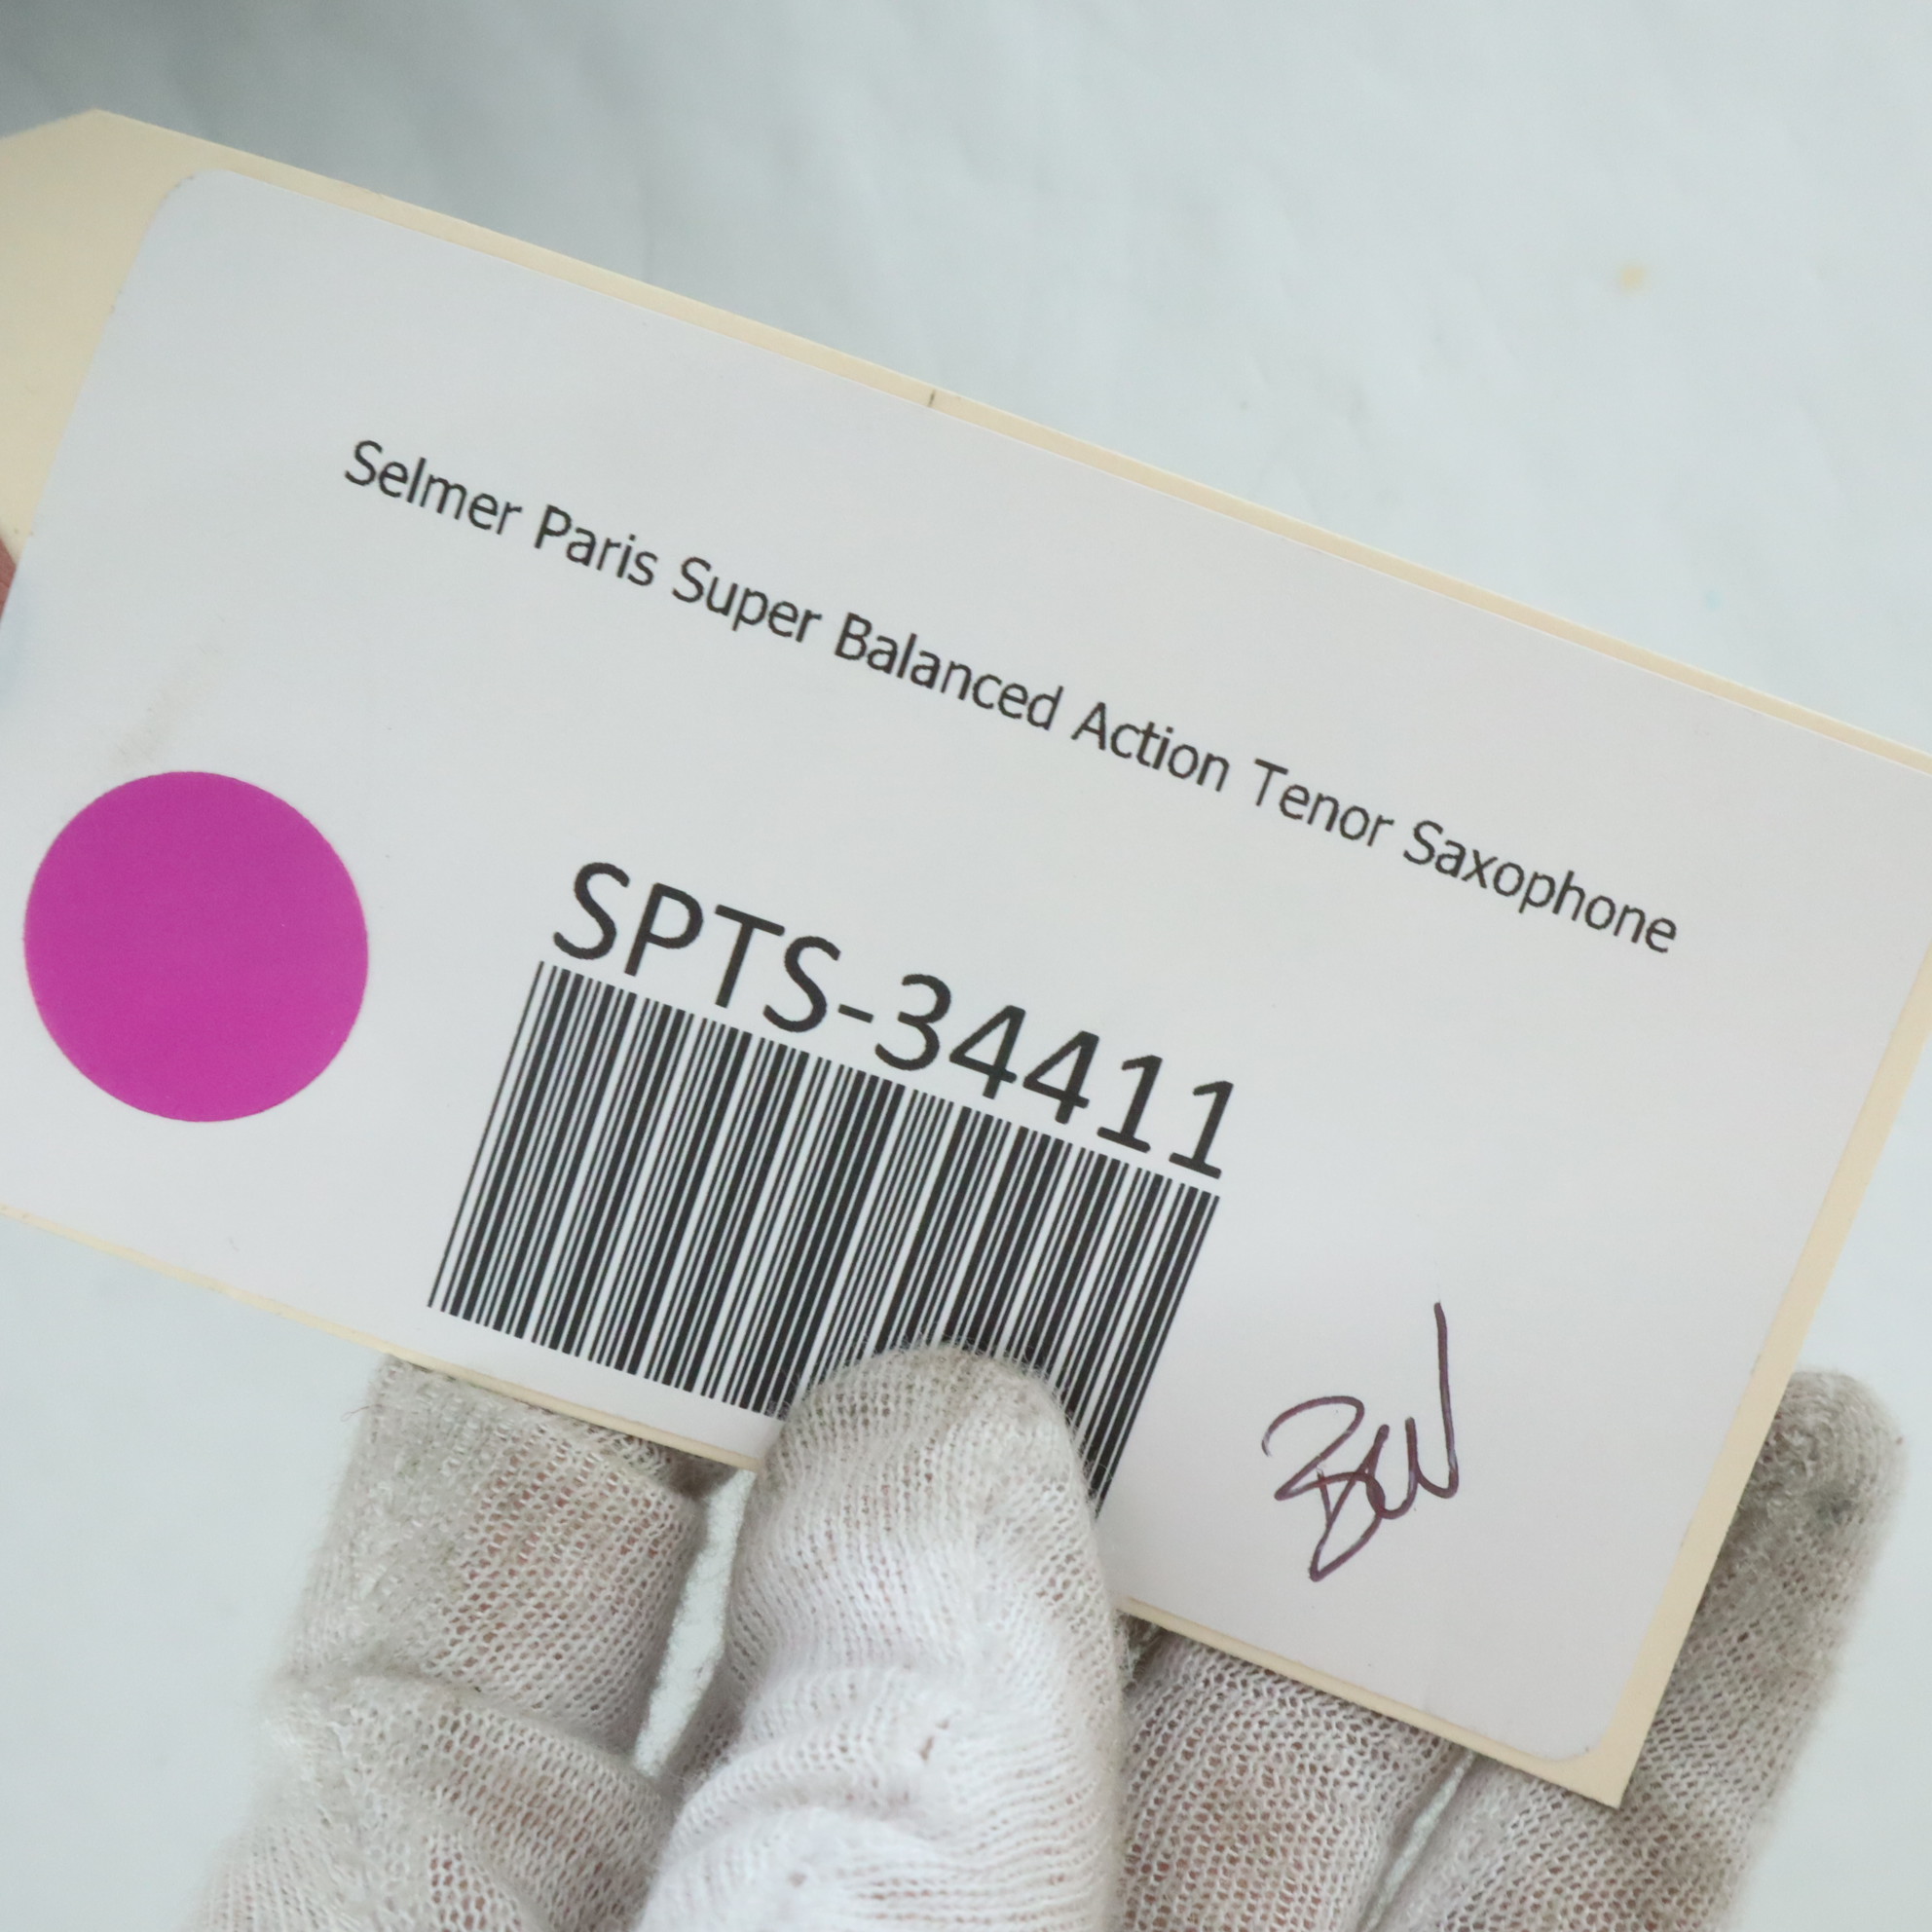 Selmer Paris Super Balanced Action Tenor Saxophone
SPTS-34411